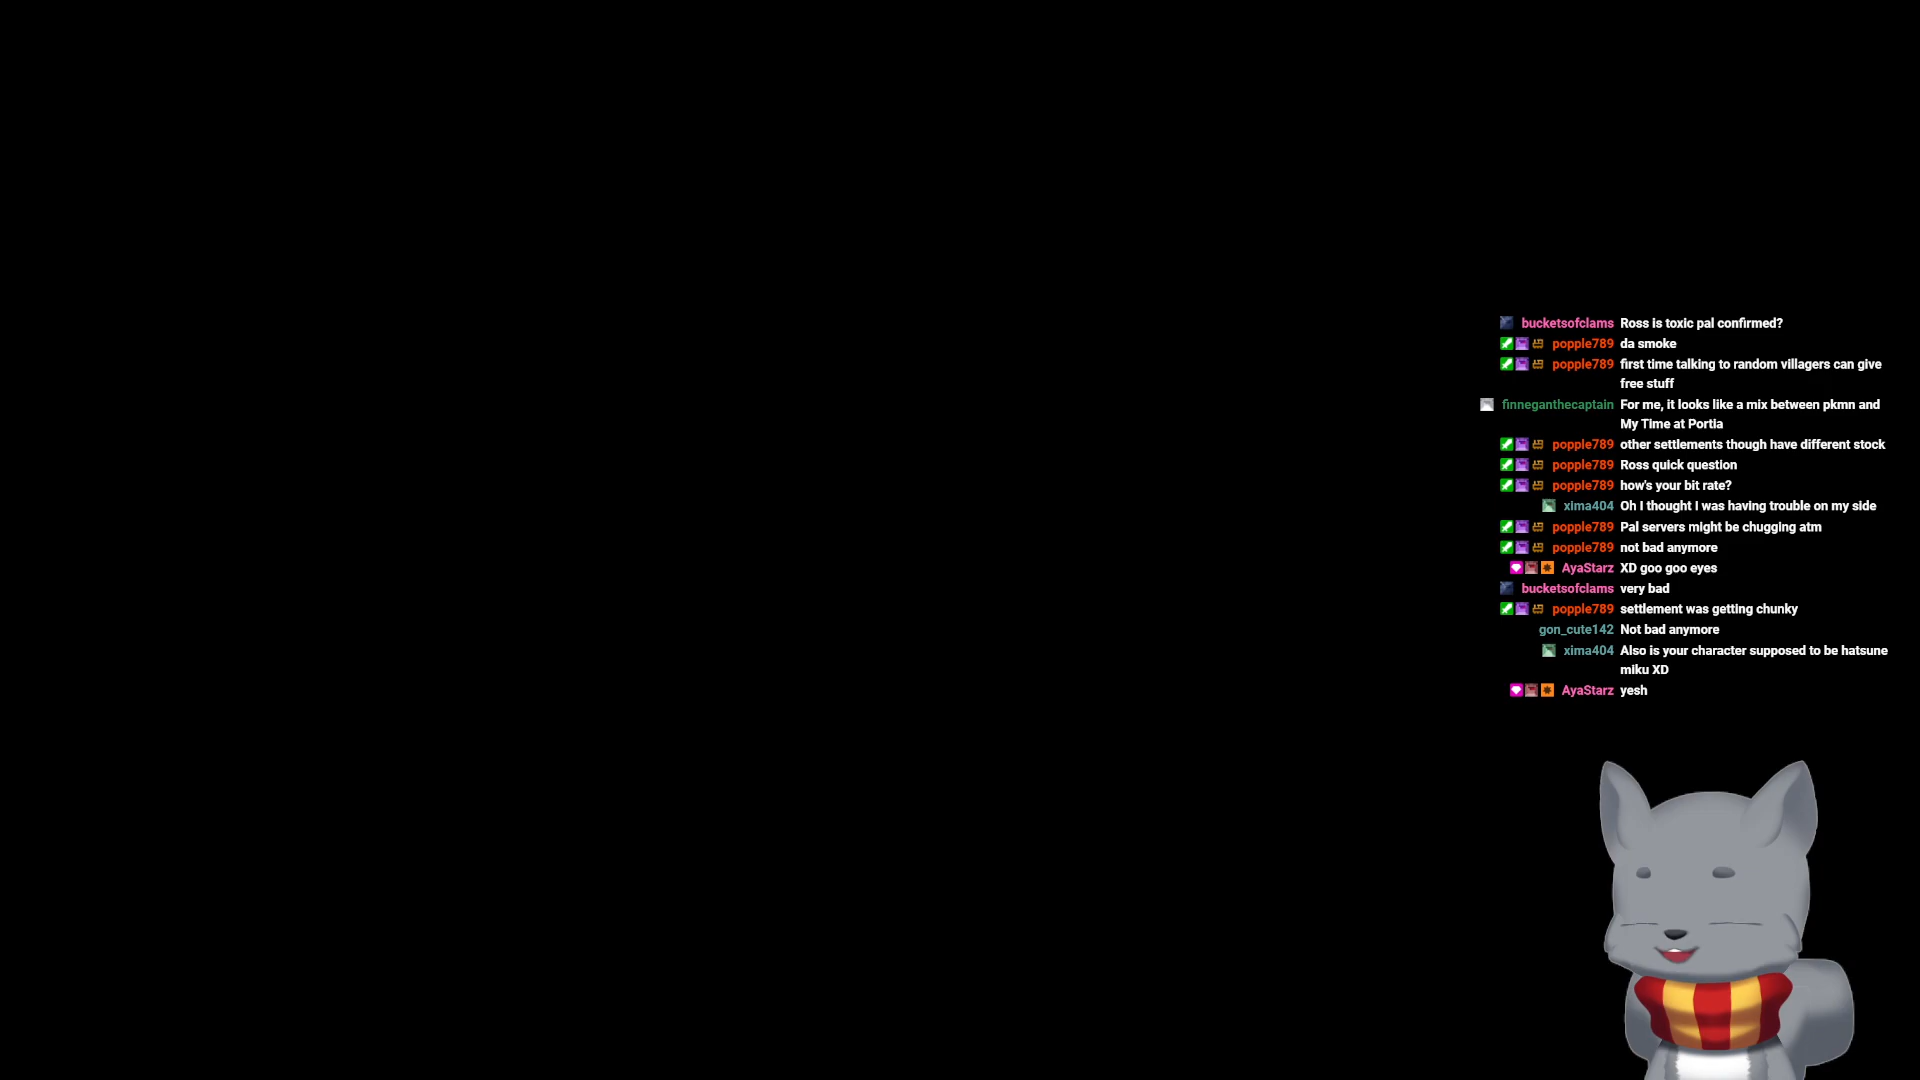 bucketsofclams Ross is toxic pal confirmed?
popple789 da smoke
popple789 first time talking to random villagers can give
free stuff
finneganthecaptain For me, it looks like a mix between pkmn and
My Time at Portia
popple789 other settlements though have different stock
popple789 Ross quick question
popple789 how's your bit rate?
xima404 Oh I thought I was having trouble on my side
popple789 Pal servers might be chugging atm
popple789 not bad anymore
AyaStarz XD goo goo eyes
bucketsofclams very bad
popple789 settlement was getting chunky
gon_cute142 Not bad anymore
xima404 Also is your character supposed to be hatsune
miku XD
AyaStarz yesh